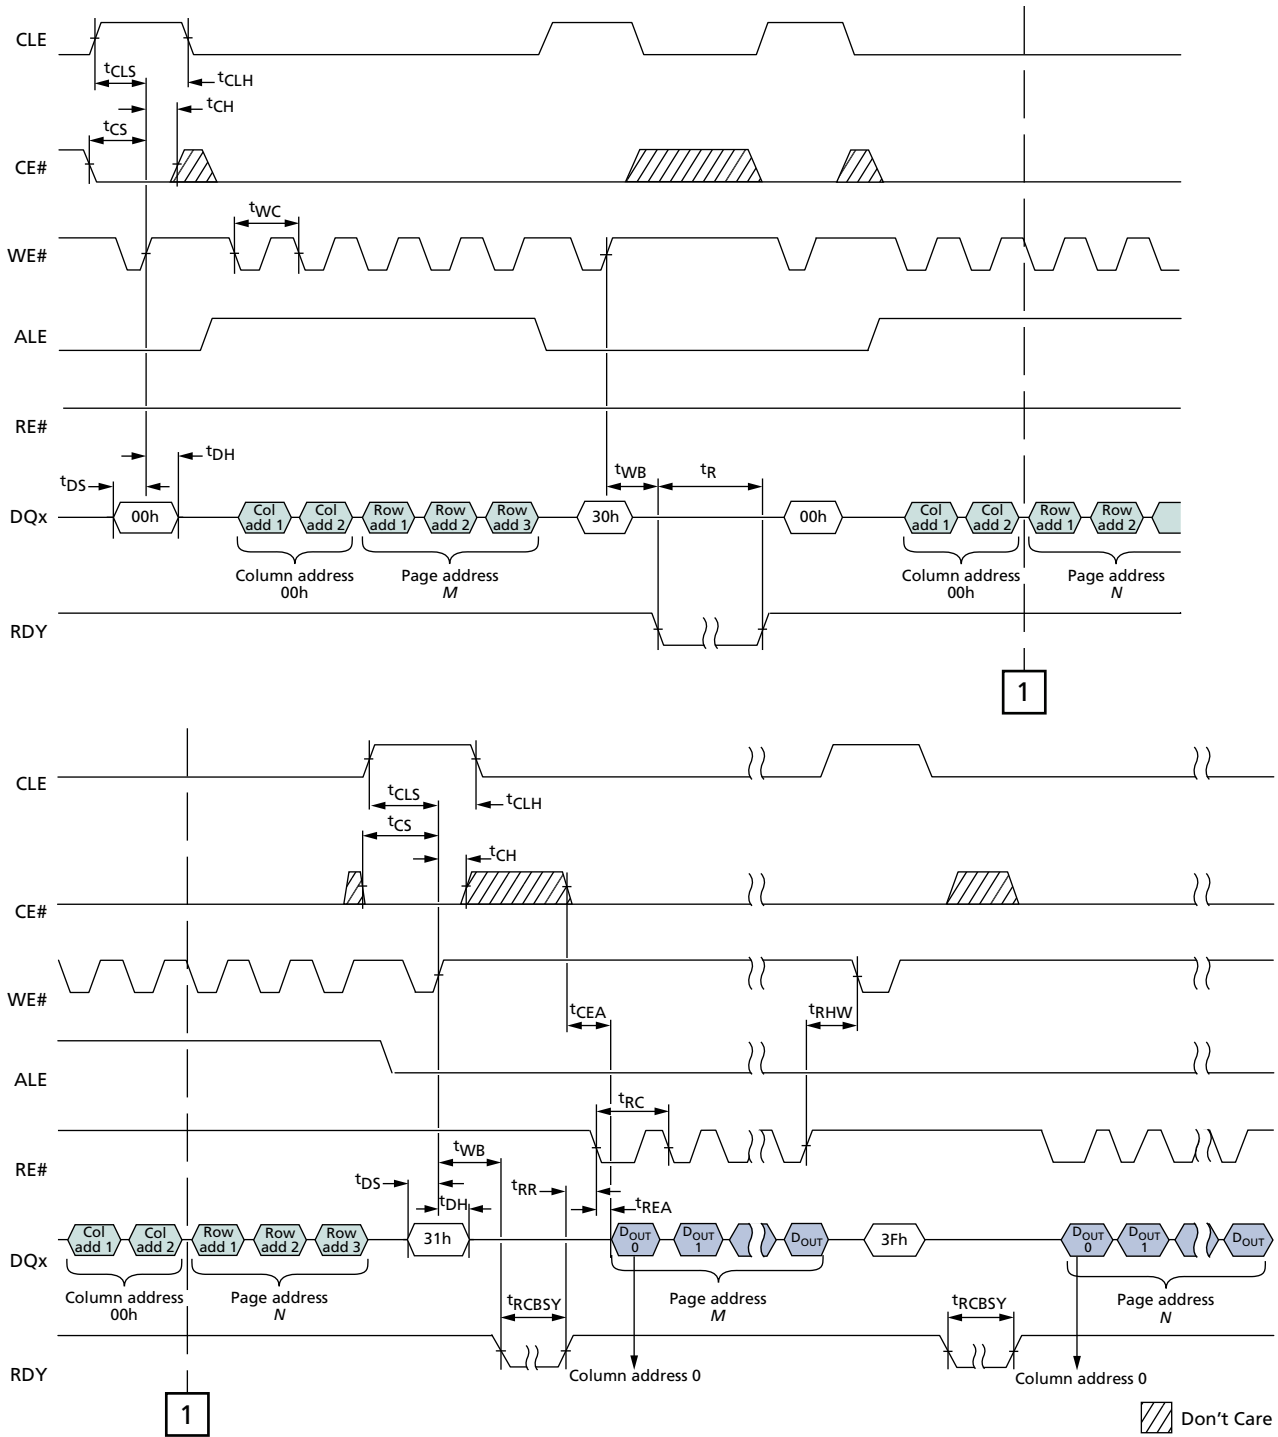 CLE
tCLS
tCLH
tCH
tCS
CE#
tWC
WE#
ALE
RE#
tDH
tDS
tWB
tR
DQx
00h
Col add 1
Col add 2
Row add 1
Row add 2
Row add 3
30h
00h
Col add 1
Col add 2
Row add 1
Row add 2
Column address
00h
Page address
M
Column address
00h
Page address
N
RDY
1
CLE
tCLS
tCLH
tCS
tCH
CE#
WE#
tCEA
tRHW
ALE
tRC
RE#
tWB
tDS
tRR
tDH
tREA
DQx
Col add 1
Col add 2
Row add 1
Row add 2
Row add 3
31h
DOUT 0
DOUT 1
DOUT
3Fh
DOUT 0
DOUT 1
DOUT
Column address
00h
Page address
N
tRCBSY
Page address
M
tRCBSY
Page address
N
RDY
Column address 0
Column address 0
1
Don't Care